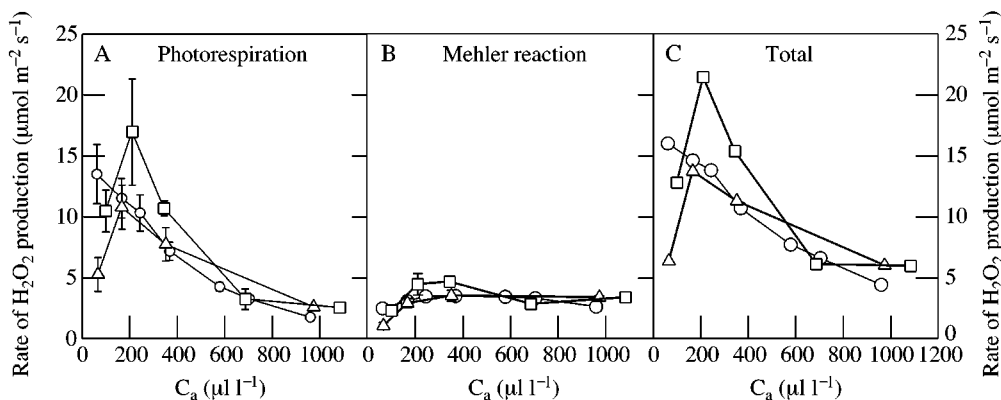 Rate of H₂O₂ production (µmol m⁻² s⁻¹)
25
20
15
10
5
0
A Photorespiration
0 200 400 600 800 1000
Cₐ (µl l⁻¹)
B Mehler reaction
0 200 400 600 800 1000
Cₐ (µl l⁻¹)
C Total
0 200 400 600 800 1000 1200
Cₐ (µl l⁻¹)
25
20
15
10
5
0
Rate of H₂O₂ production (µmol m⁻² s⁻¹)